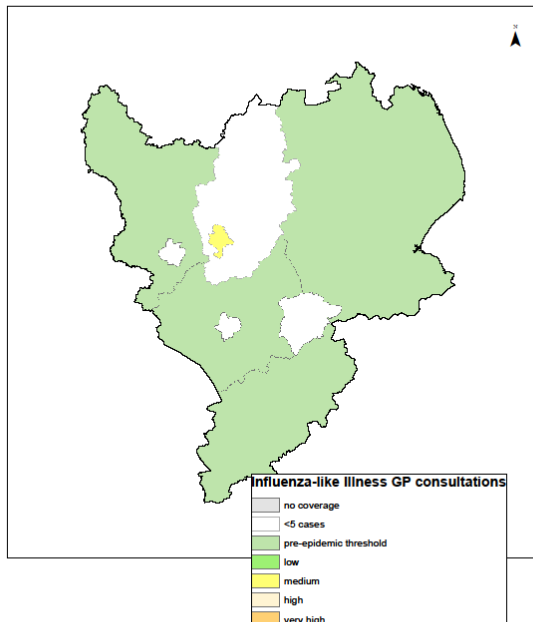 Influenza-like Illness GP consultations
no coverage
<5 cases
pre-epidemic threshold
low
medium
high
very high